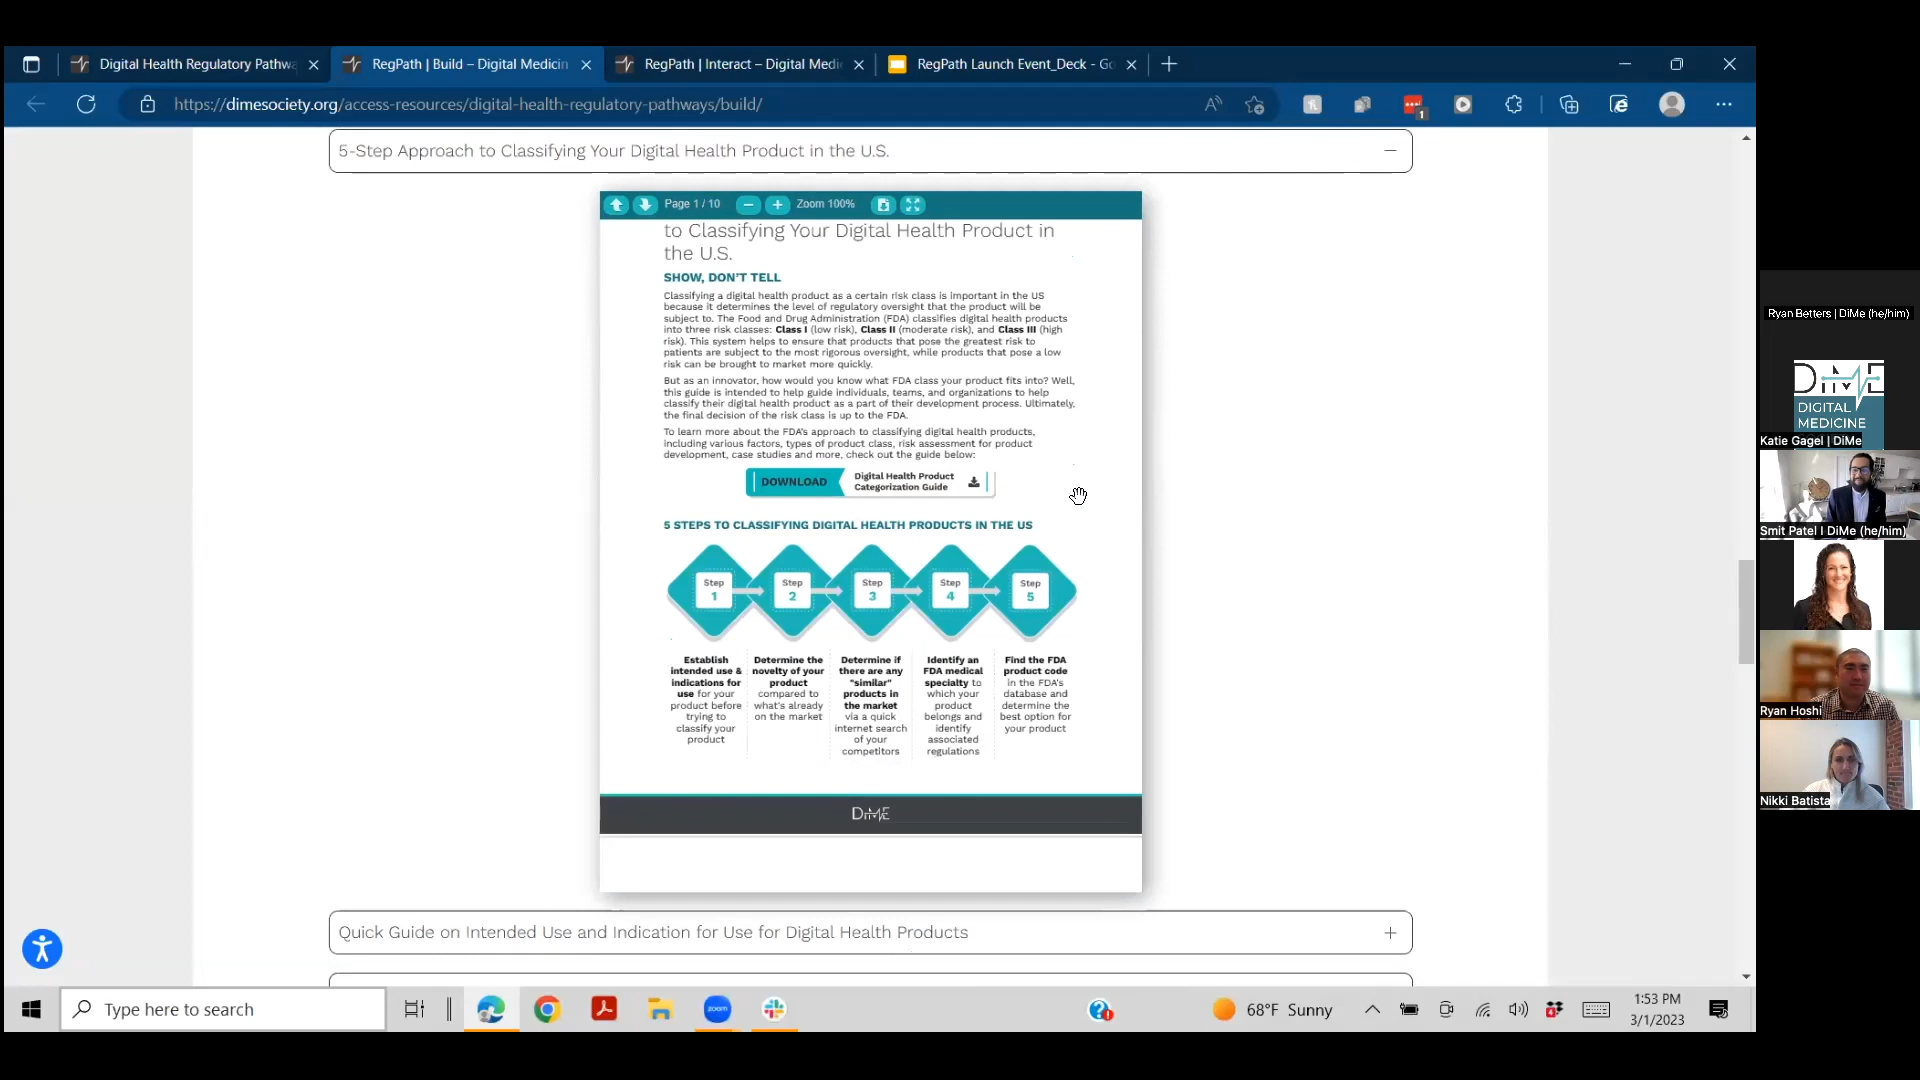 Digital Health Regulatory Pathwa
RegPath | Build – Digital Medicin
RegPath | Interact – Digital Medi
RegPath Launch Event_Deck - Go
https://dimesociety.org/access-resources/digital-health-regulatory-pathways/build/
1
5-Step Approach to Classifying Your Digital Health Product in the U.S.
Page 1 / 10
Zoom 100%
to Classifying Your Digital Health Product in
the U.S.
SHOW, DON'T TELL
Classifying a digital health product as a certain risk class is important in the US
because it determines the level of regulatory oversight that the product will be
subject to. The Food and Drug Administration (FDA) classifies digital health products
into three risk classes: Class I (low risk), Class II (moderate risk), and Class III (high
risk). This system helps to ensure that products that pose the greatest risk to
patients are subject to the most rigorous oversight, while products that pose a low
risk can be brought to market more quickly.
But as an innovator, how would you know what FDA class your product fits into? Well,
this guide is intended to help guide individuals, teams, and organizations to help
classify their digital health product as a part of their development process. Ultimately,
the final decision of the risk class is up to the FDA.
To learn more about the FDA's approach to classifying digital health products,
including various factors, types of product class, risk assessment for product
development, case studies and more, check out the guide below:
DOWNLOAD
Digital Health Product
Categorization Guide
5 STEPS TO CLASSIFYING DIGITAL HEALTH PRODUCTS IN THE US
Step
1
Step
2
Step
3
Step
4
Step
5
Establish
intended use &
indications for
use for your
product before
trying to
classify your
product
Determine the
novelty of your
product
compared to
what's already
on the market
Determine if
there are any
"similar"
products in
the market
via a quick
internet search
of your
competitors
Identify an
FDA medical
specialty to
which your
product
belongs and
identify
associated
regulations
Find the FDA
product code
in the FDA's
database and
determine the
best option for
your product
DiME
Quick Guide on Intended Use and Indication for Use for Digital Health Products
Type here to search
zoom
68°F Sunny
1:53 PM
3/1/2023
Ryan Betters | DiMe (he/him)
DiME
DIGITAL
MEDICINE
Katie Gagel | DiMe
Smit Patel I DiMe (he/him)
Ryan Hoshi
Nikki Batista